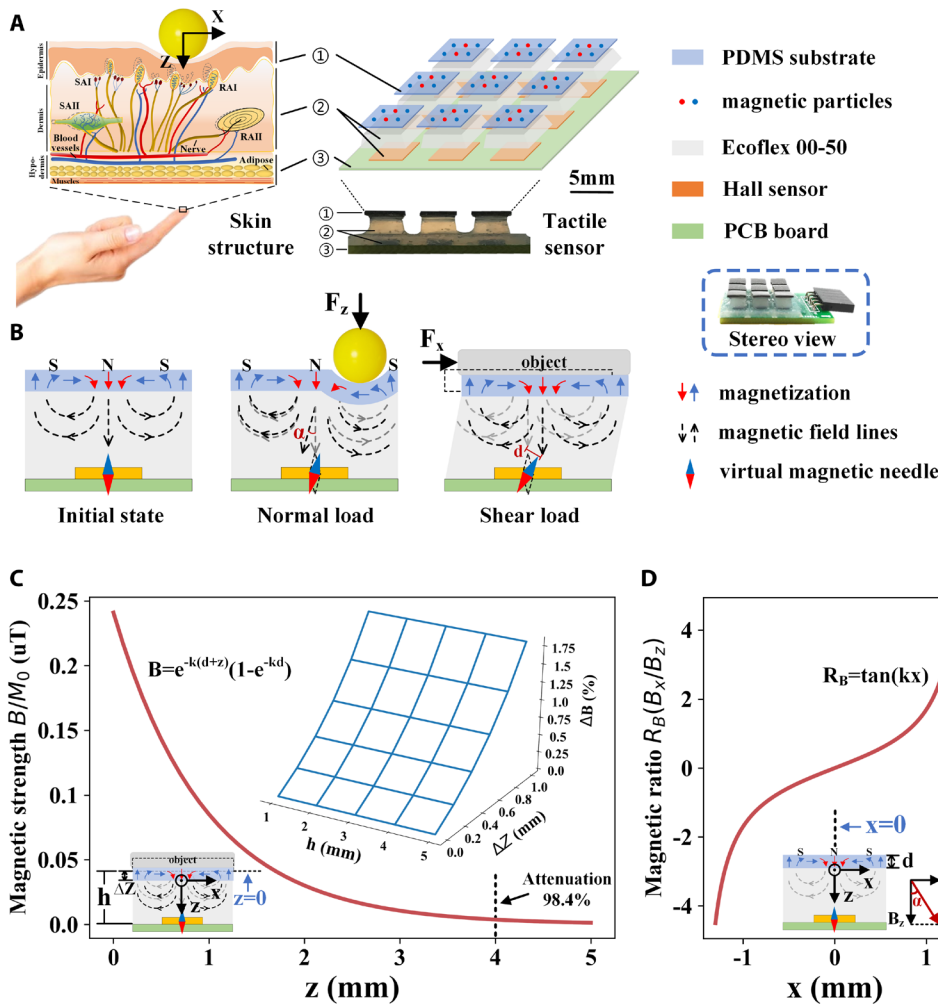 A
X
Z
Epidermis
Dermis
Hypo-
dermis
SAI
RAI
SAII
RAII
Blood
vessels
Nerve
Adipose
Muscles
①
②
③
Skin
structure
5mm
①
②
③
Tactile
sensor
PDMS substrate
magnetic particles
Ecoflex 00-50
Hall sensor
PCB board
Stereo view
B
S N S
Initial state
Fz
S N S
α
Normal load
Fx
object
d
Shear load
magnetization
magnetic field lines
virtual magnetic needle
C
Magnetic strength B/M₀ (uT)
0.25
0.20
0.15
0.1
0.05
0.0
B=e^-k(d+z)(1-e^-kd)
1.75
1.5
1.25
1.0
0.75
0.5
0.25
0.0
ΔB (%)
1 2 3 4 5
h (mm)
0.0 0.2 0.4 0.6 0.8 1.0
ΔZ (mm)
object
h
ΔZ
x
z
z=0
Attenuation
98.4%
0 1 2 3 4 5
z (mm)
D
Magnetic ratio R_B(B_x/B_z)
4
2
0
-2
-4
R_B=tan(kx)
x=0
S N S
d
x
z
B_z
α
-1 0 1
x (mm)